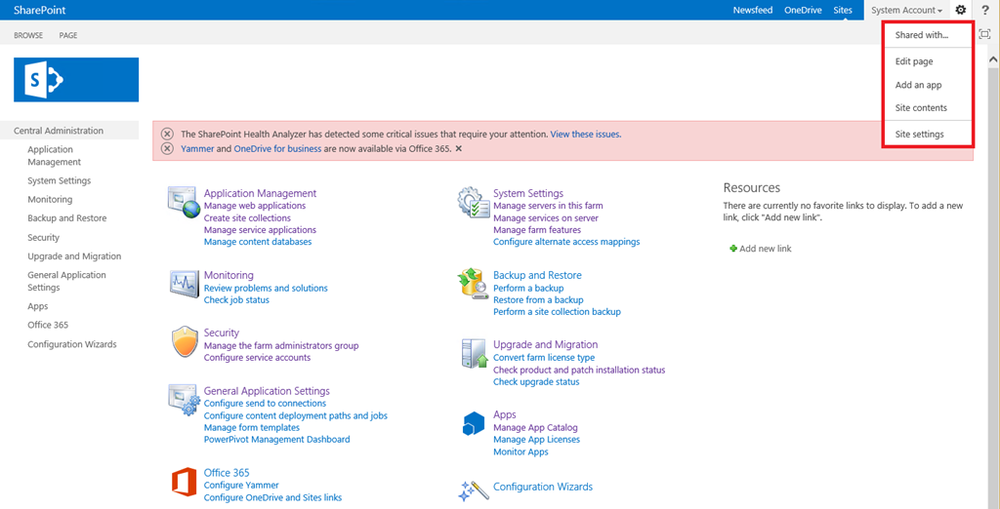 SharePoint
Newsfeed OneDrive Sites System Account ?
BROWSE PAGE
Shared with...
Edit page
Add an app
Site contents
Site settings
S
Central Administration
Application
Management
System Settings
Monitoring
Backup and Restore
Security
Upgrade and Migration
General Application
Settings
Apps
Office 365
Configuration Wizards
The SharePoint Health Analyzer has detected some critical issues that require your attention. View these issues.
Yammer and OneDrive for business are now available via Office 365.
Application Management
Manage web applications
Create site collections
Manage service applications
Manage content databases
Monitoring
Review problems and solutions
Check job status
Security
Manage the farm administrators group
Configure service accounts
General Application Settings
Configure send to connections
Configure content deployment paths and jobs
Manage form templates
PowerPivot Management Dashboard
Office 365
Configure Yammer
Configure OneDrive and Sites links
System Settings
Manage servers in this farm
Manage services on server
Manage farm features
Configure alternate access mappings
Backup and Restore
Perform a backup
Restore from a backup
Perform a site collection backup
Upgrade and Migration
Convert farm license type
Check product and patch installation status
Check upgrade status
Apps
Manage App Catalog
Manage App Licenses
Monitor Apps
Configuration Wizards
Resources
There are currently no favorite links to display. To add a new
link, click "Add new link".
Add new link